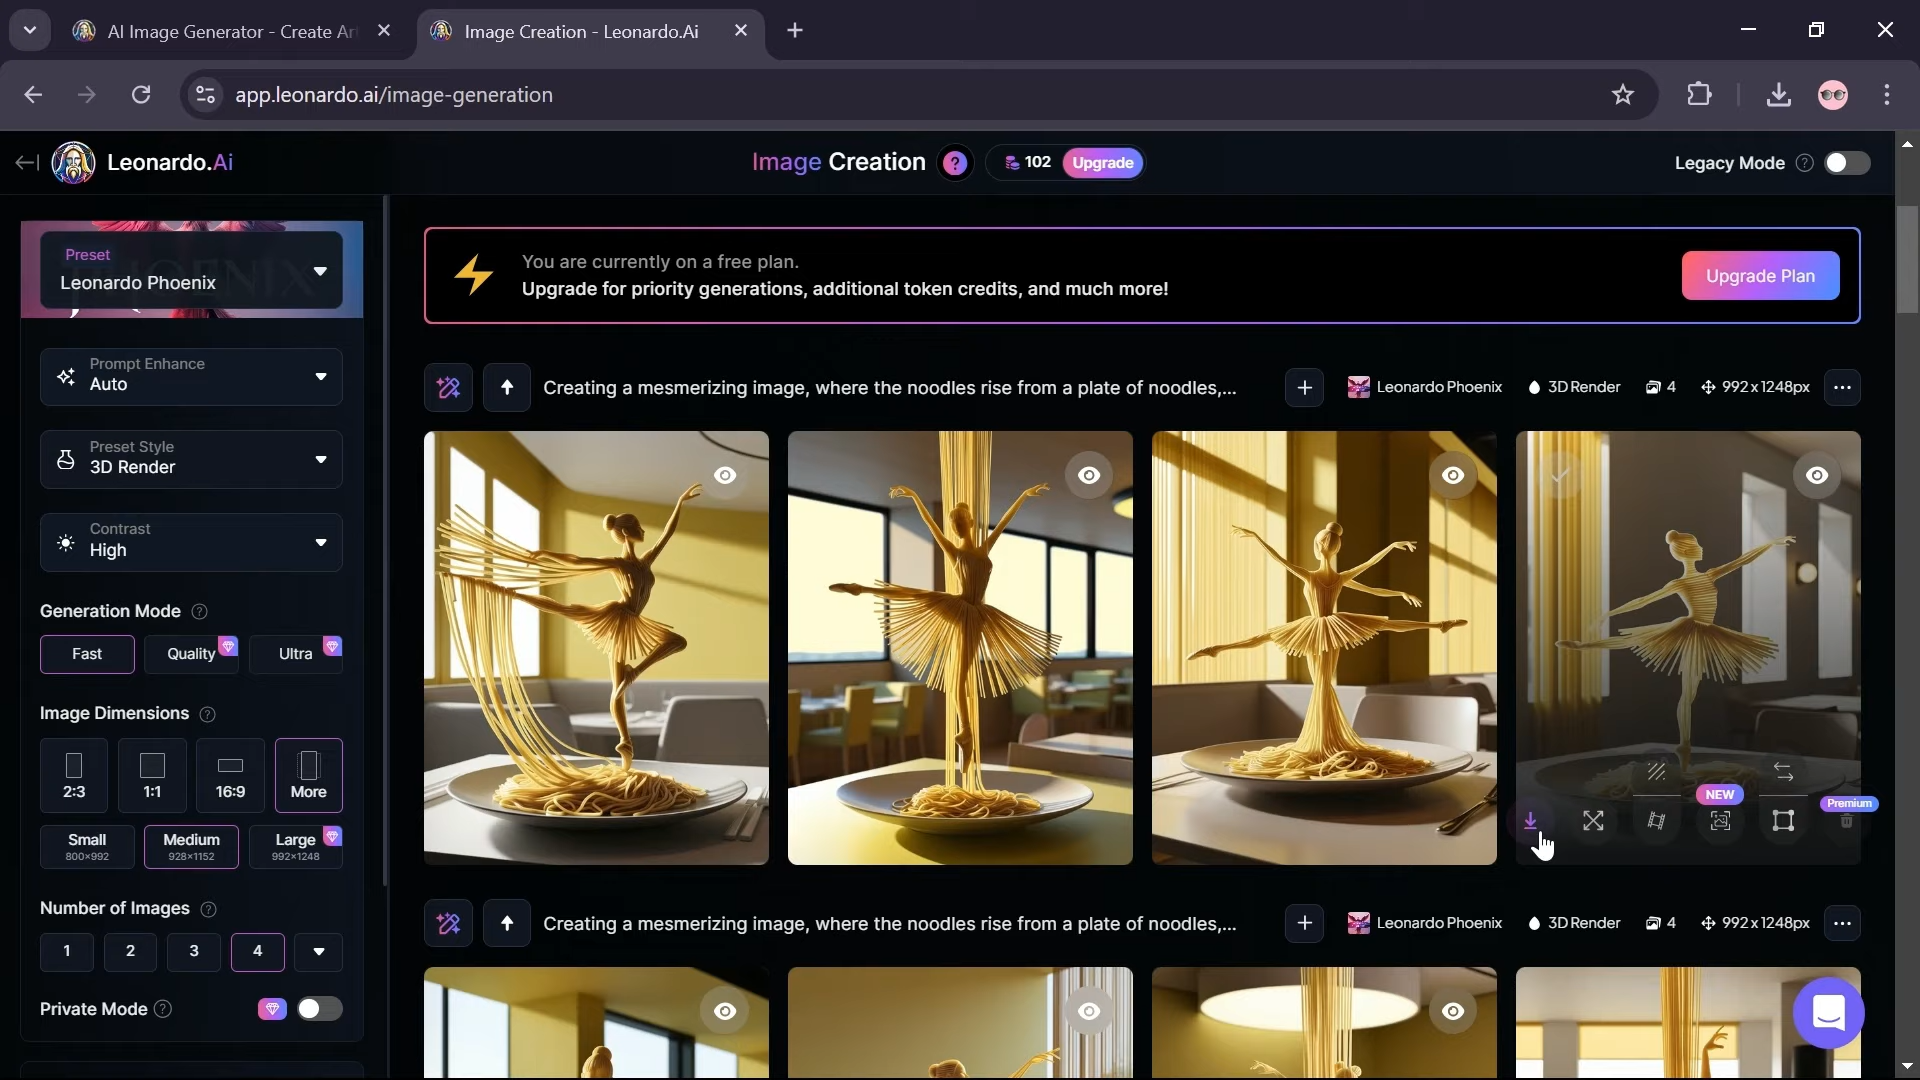 AI Image Generator - Create Ar
Image Creation - Leonardo.Ai
app.leonardo.ai/image-generation
Leonardo.Ai
Image Creation
?
102
Upgrade
Legacy Mode
?
Preset
Leonardo Phoenix
Prompt Enhance
Auto
Preset Style
3D Render
Contrast
High
Generation Mode ?
Fast
Quality
Ultra
Image Dimensions ?
2:3
1:1
16:9
More
Small
800×992
Medium
928×1152
Large
992×1248
Number of Images ?
1
2
3
4
Private Mode ?
You are currently on a free plan.
Upgrade for priority generations, additional token credits, and much more!
Upgrade Plan
Creating a mesmerizing image, where the noodles rise from a plate of noodles,...
Leonardo Phoenix
3D Render
4
992 x 1248px
NEW
Premium
Creating a mesmerizing image, where the noodles rise from a plate of noodles,...
Leonardo Phoenix
3D Render
4
992 x 1248px